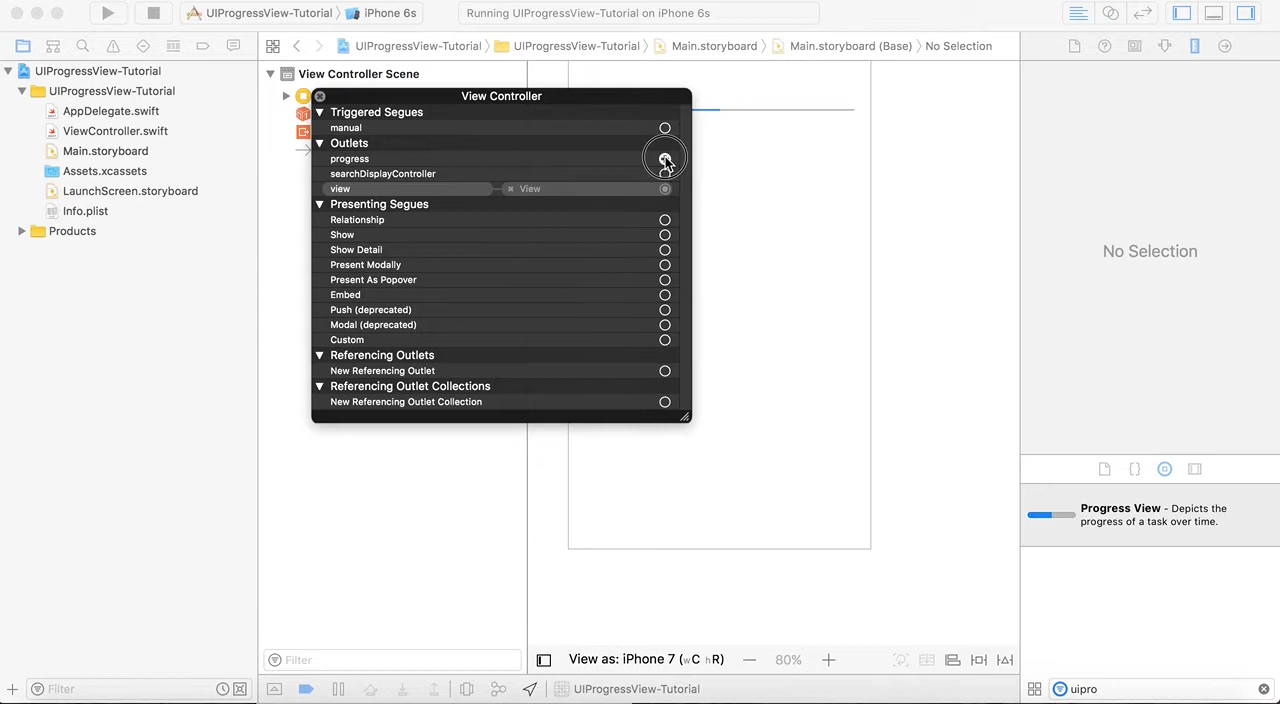 UIProgressView-Tutorial
iPhone 6s
Running UIProgressView-Tutorial on iPhone 6s
UIProgressView-Tutorial
UIProgressView-Tutorial
Main.storyboard
Main.storyboard (Base)
No Selection
UIProgressView-Tutorial
UIProgressView-Tutorial
AppDelegate.swift
ViewController.swift
Main.storyboard
Assets.xcassets
LaunchScreen.storyboard
Info.plist
Products
View Controller Scene
View Controller
Triggered Segues
manual
Outlets
progress
searchDisplayController
view
View
Presenting Segues
Relationship
Show
Show Detail
Present Modally
Present As Popover
Embed
Push (deprecated)
Modal (deprecated)
Custom
Referencing Outlets
New Referencing Outlet
Referencing Outlet Collections
New Referencing Outlet Collection
No Selection
Progress View - Depicts the
progress of a task over time.
Filter
View as: iPhone 7 (wC hR)
80%
Filter
UIProgressView-Tutorial
uipro